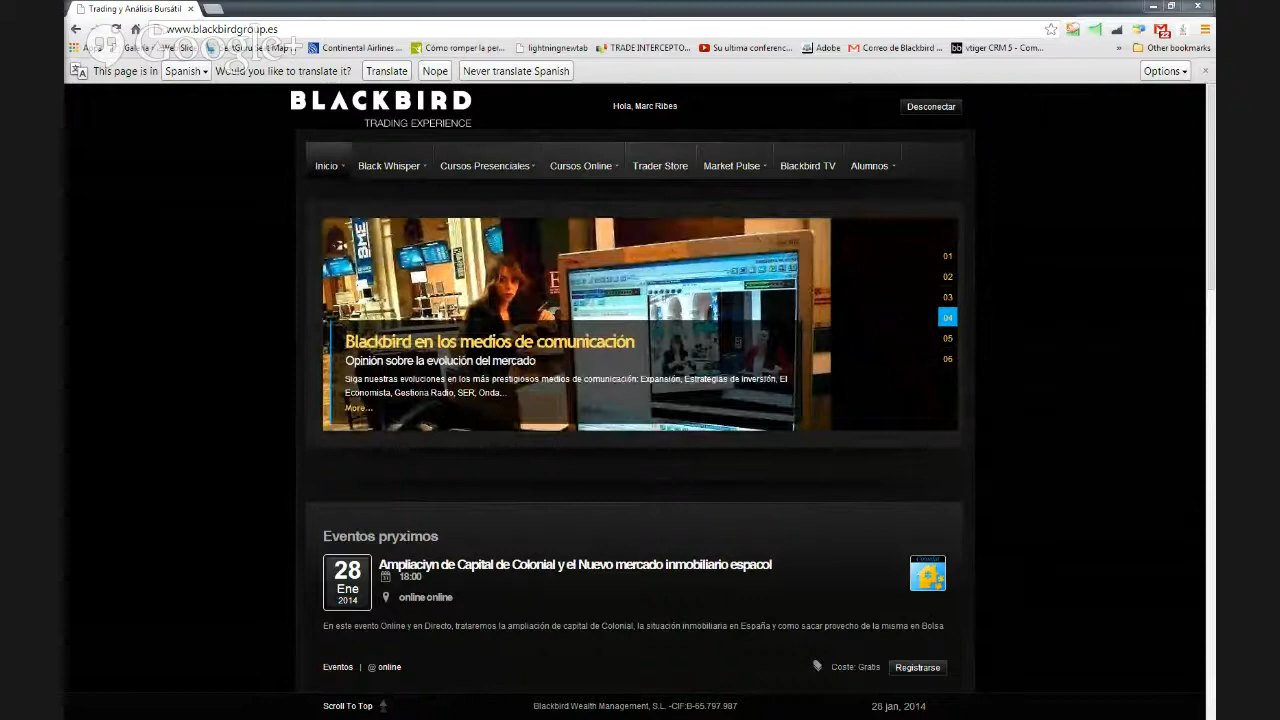 Trading y Análisis Bursátil
www.blackbirdgroup.es
Google+
Continental Airlines...
Cómo romper la pe...
lightningnewtab
TRADE INTERCEPTO...
Su ultima conferenc...
Adobe
Correo de Blackbird ...
vtiger CRM 5 - Com...
» Other bookmarks
This page is in Spanish Would you like to translate it? Translate Nope Never translate Spanish Options
BLACKBIRD
TRADING EXPERIENCE
Hola, Marc Ribes
Desconectar
Inicio Black Whisper Cursos Presenciales Cursos Online Trader Store Market Pulse Blackbird TV Alumnos
BME
01
02
03
04
05
06
Blackbird en los medios de comunicación
Opinión sobre la evolución del mercado
Siga nuestras evoluciones en los más prestigiosos medios de comunicación: Expansión, Estrategias de Inversión, El
Economista, Gestiona Radio, SER, Onda...
More...
Eventos pryximos
28
Ene
2014
Ampliaciyn de Capital de Colonial y el Nuevo mercado inmobiliario espacol
18:00
online online
En este evento Online y en Directo, trataremos la ampliación de capital de Colonial, la situación inmobiliaria en España y como sacar provecho de la misma en Bolsa
Eventos | @ online
Coste: Gratis
Registrarse
Scroll To Top
Blackbird Wealth Management, S.L. -CIF:B-65.797.987
28 jan, 2014